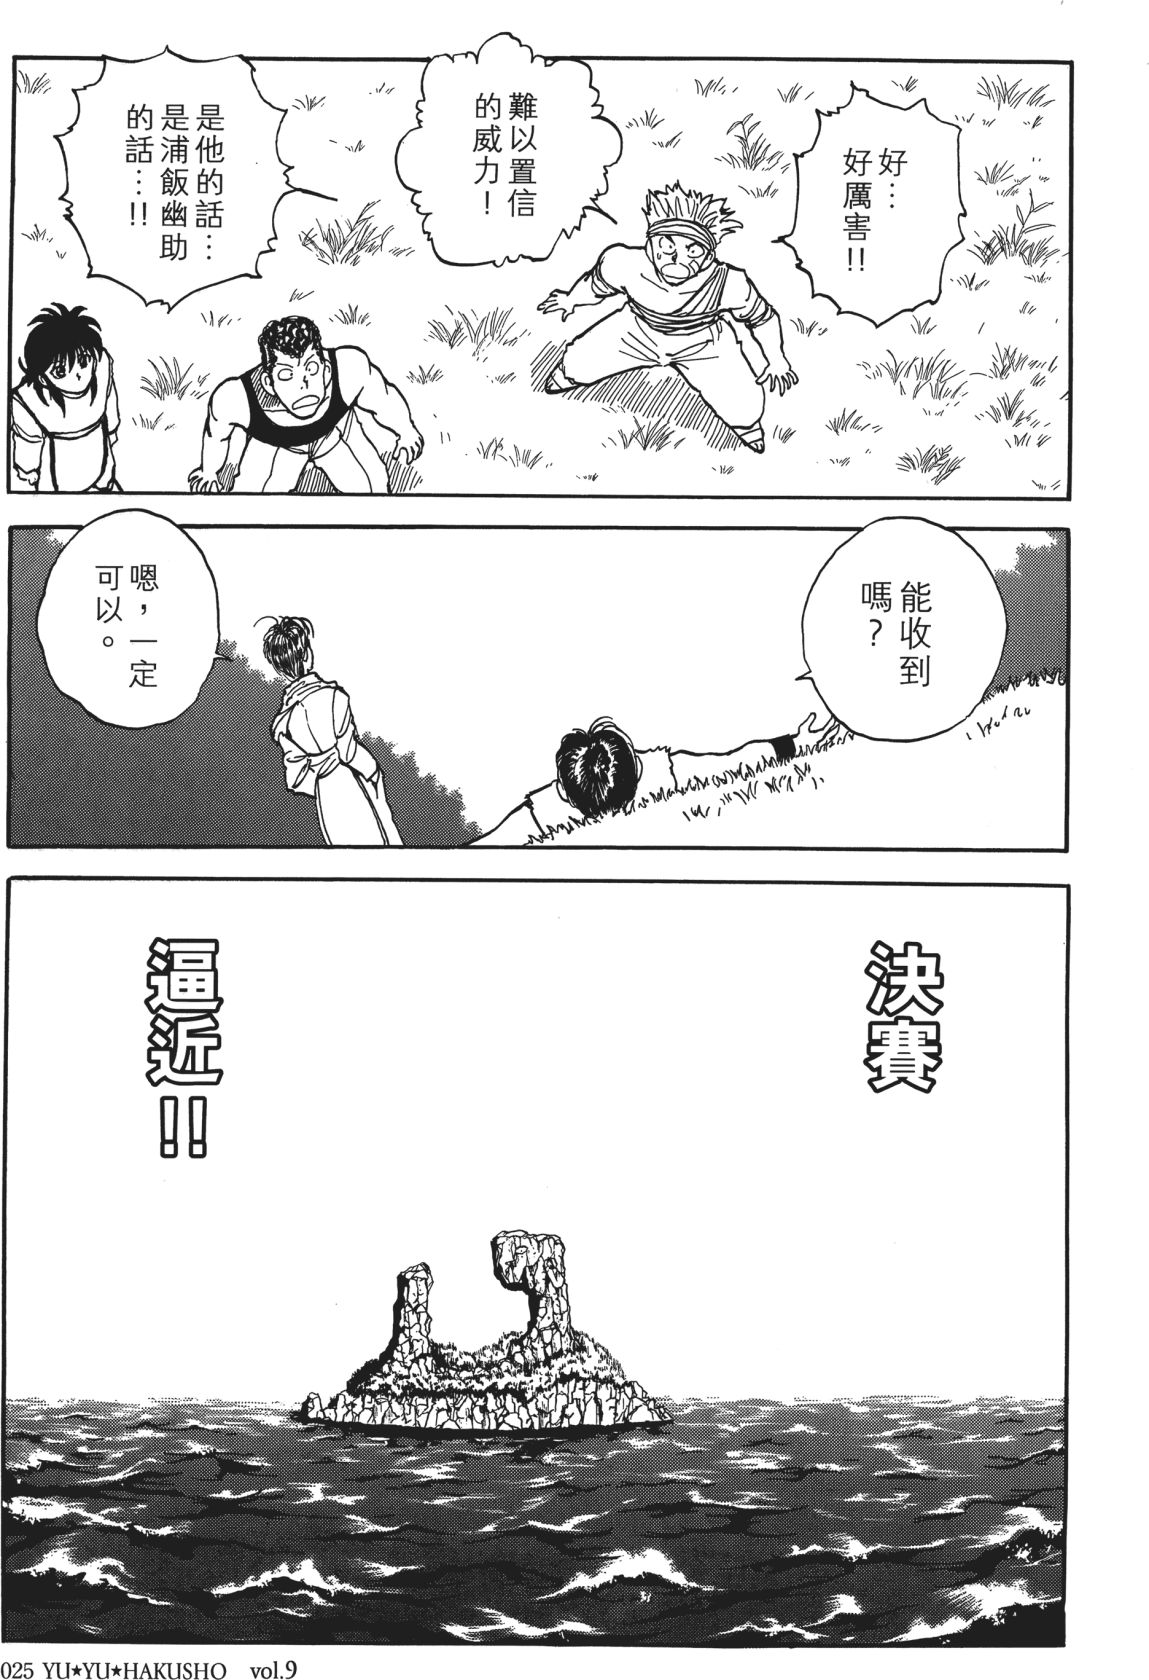 好…
好厲害!!
難以置信
的威力！
是他的話…
是浦飯幽助
的話…!!
能收到
嗎？
嗯，一定
可以。
決賽
逼近!!
025 YU★YU★HAKUSHO vol.9